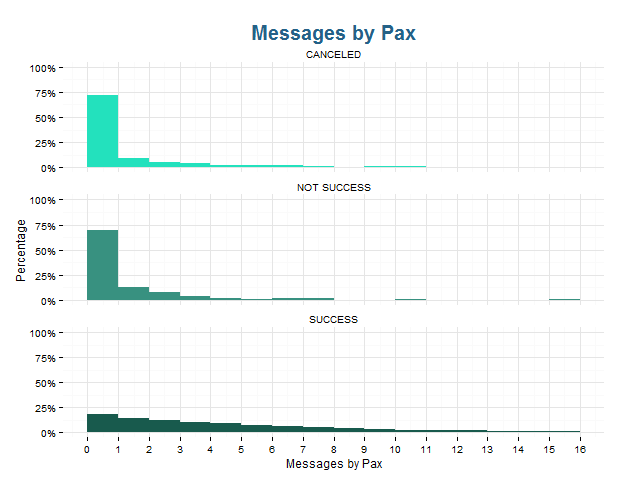 Messages by Pax
CANCELED
100%
75%
50%
25%
0%
NOT SUCCESS
100%
75%
50%
25%
0%
Percentage
SUCCESS
100%
75%
50%
25%
0%
0 1 2 3 4 5 6 7 8 9 10 11 12 13 14 15 16
Messages by Pax